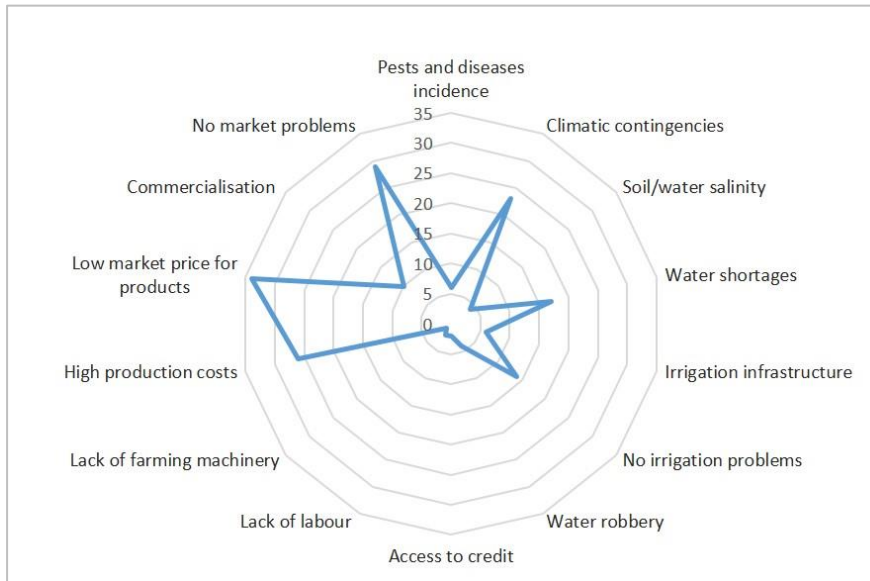 Pests and diseases
incidence
No market problems
Climatic contingencies
Commercialisation
Soil/water salinity
Low market price for
products
Water shortages
High production costs
Irrigation infrastructure
Lack of farming machinery
No irrigation problems
Lack of labour
Water robbery
Access to credit
35
30
25
20
15
10
5
0